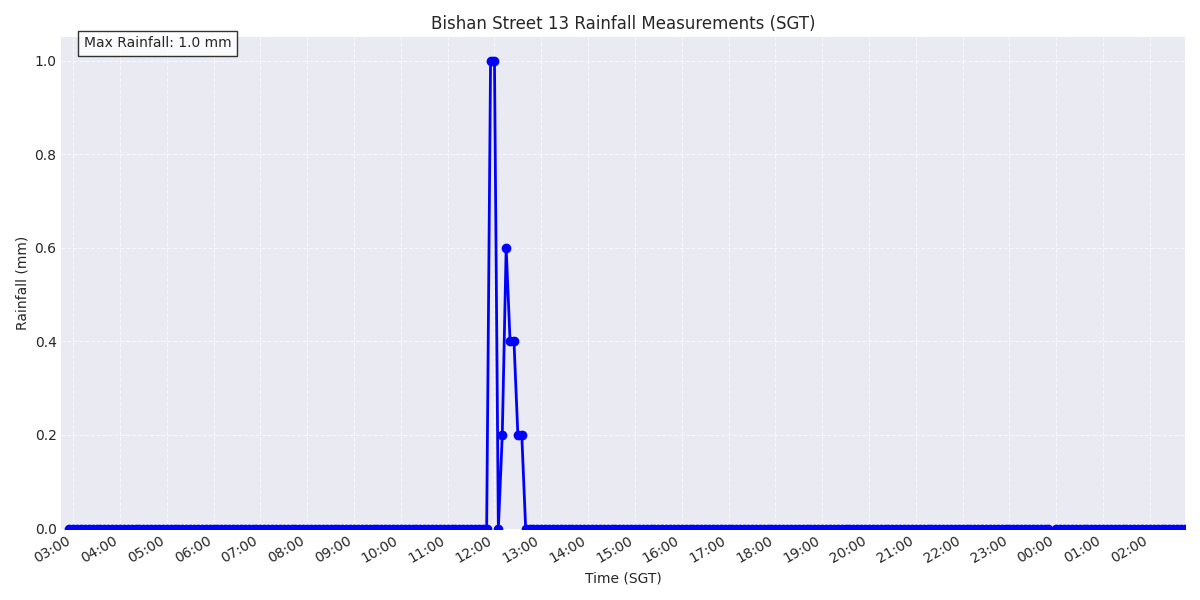 Bishan Street 13 Rainfall Measurements (SGT)
Max Rainfall: 1.0 mm
1.0
0.8
0.6
0.4
0.2
0.0
Rainfall (mm)
03:00 04:00 05:00 06:00 07:00 08:00 09:00 10:00 11:00 12:00 13:00 14:00 15:00 16:00 17:00 18:00 19:00 20:00 21:00 22:00 23:00 00:00 01:00 02:00
Time (SGT)